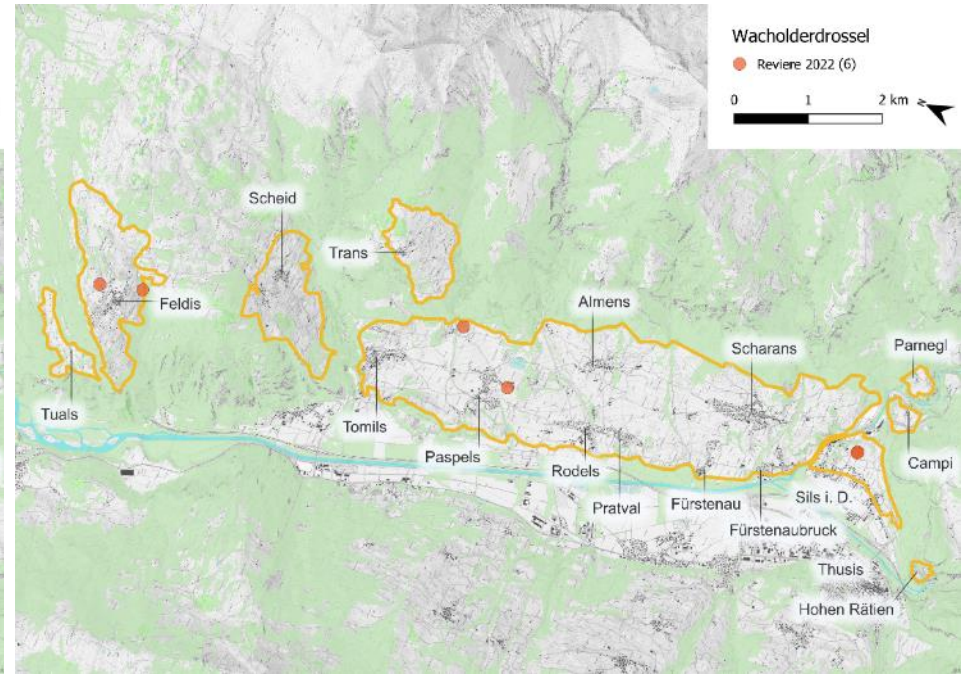 Wacholderdrossel
Reviere 2022 (6)
0 1 2 km
N
Scheid
Trans
Feldis
Almens
Scharans
Parnegl
Tuals
Tomils
Paspels
Rodels
Pratval
Fürstenau
Fürstenaubruck
Sils i. D.
Campi
Thusis
Hohen Rätien